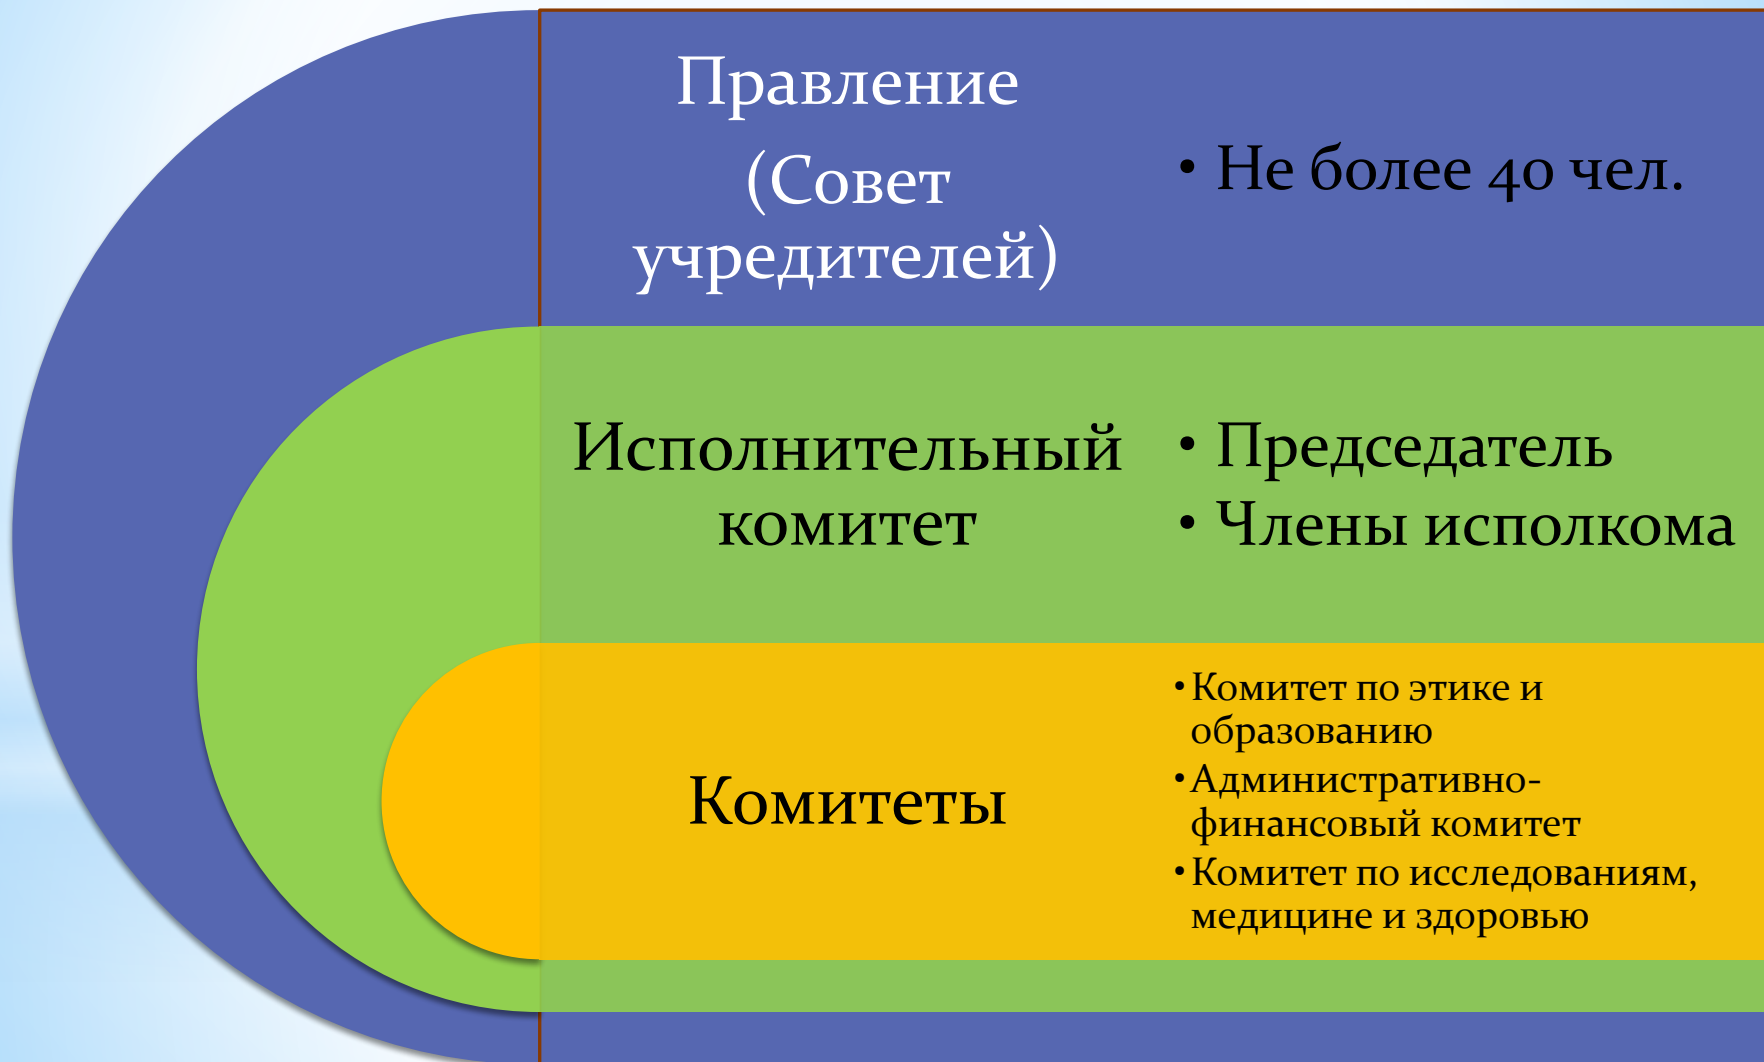 Правление
(Совет
учредителей)
• Не более 40 чел.
Исполнительный
комитет
• Председатель
• Члены исполкома
Комитеты
• Комитет по этике и
образованию
• Административно-
финансовый комитет
• Комитет по исследованиям,
медицине и здоровью